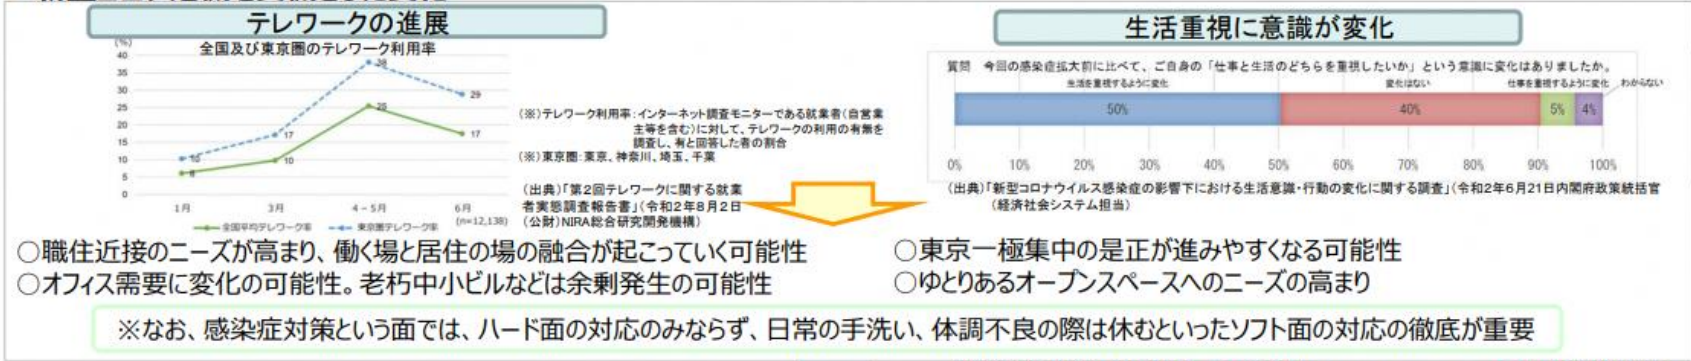 テレワークの進展
全国及び東京圏のテレワーク利用率
(%)
40
35
30
25
20
15
10
5
0
10
17
38
29
6
10
25
17
1月
3月
4－5月
6月
(n=12,138)
全国平均テレワーク率
東京圏テレワーク率
（※）テレワーク利用率：インターネット調査モニターである就業者（自営業
主等を含む）に対して、テレワークの利用の有無を
調査し、有と回答した者の割合
（※）東京圏：東京、神奈川、埼玉、千葉
（出典）「第2回テレワークに関する就業
者実態調査報告書」（令和2年8月2日
（公財）NIRA総合研究開発機構）
生活重視に意識が変化
質問　今回の感染症拡大前に比べて、ご自身の「仕事と生活のどちらを重視したいか」という意識に変化はありましたか。
生活を重視するように変化
変化はない
仕事を重視するように変化
わからない
50%
40%
5%
4%
0%
10%
20%
30%
40%
50%
60%
70%
80%
90%
100%
（出典）「新型コロナウイルス感染症の影響下における生活意識・行動の変化に関する調査」（令和2年6月21日内閣府政策統括官
（経済社会システム担当）
○職住近接のニーズが高まり、働く場と居住の場の融合が起こっていく可能性
○オフィス需要に変化の可能性。老朽中小ビルなどは余剰発生の可能性
○東京一極集中の是正が進みやすくなる可能性
○ゆとりあるオープンスペースへのニーズの高まり
※なお、感染症対策という面では、ハード面の対応のみならず、日常の手洗い、体調不良の際は休むといったソフト面の対応の徹底が重要